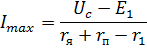 I_max = (U_c − E_1) / (r_я + r_п − r_1)